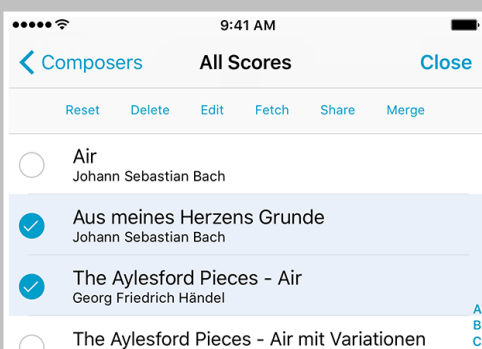 9:41 AM
Composers All Scores Close
Reset Delete Edit Fetch Share Merge
Air
Johann Sebastian Bach
Aus meines Herzens Grunde
Johann Sebastian Bach
The Aylesford Pieces - Air
Georg Friedrich Händel
A
B
C
The Aylesford Pieces - Air mit Variationen